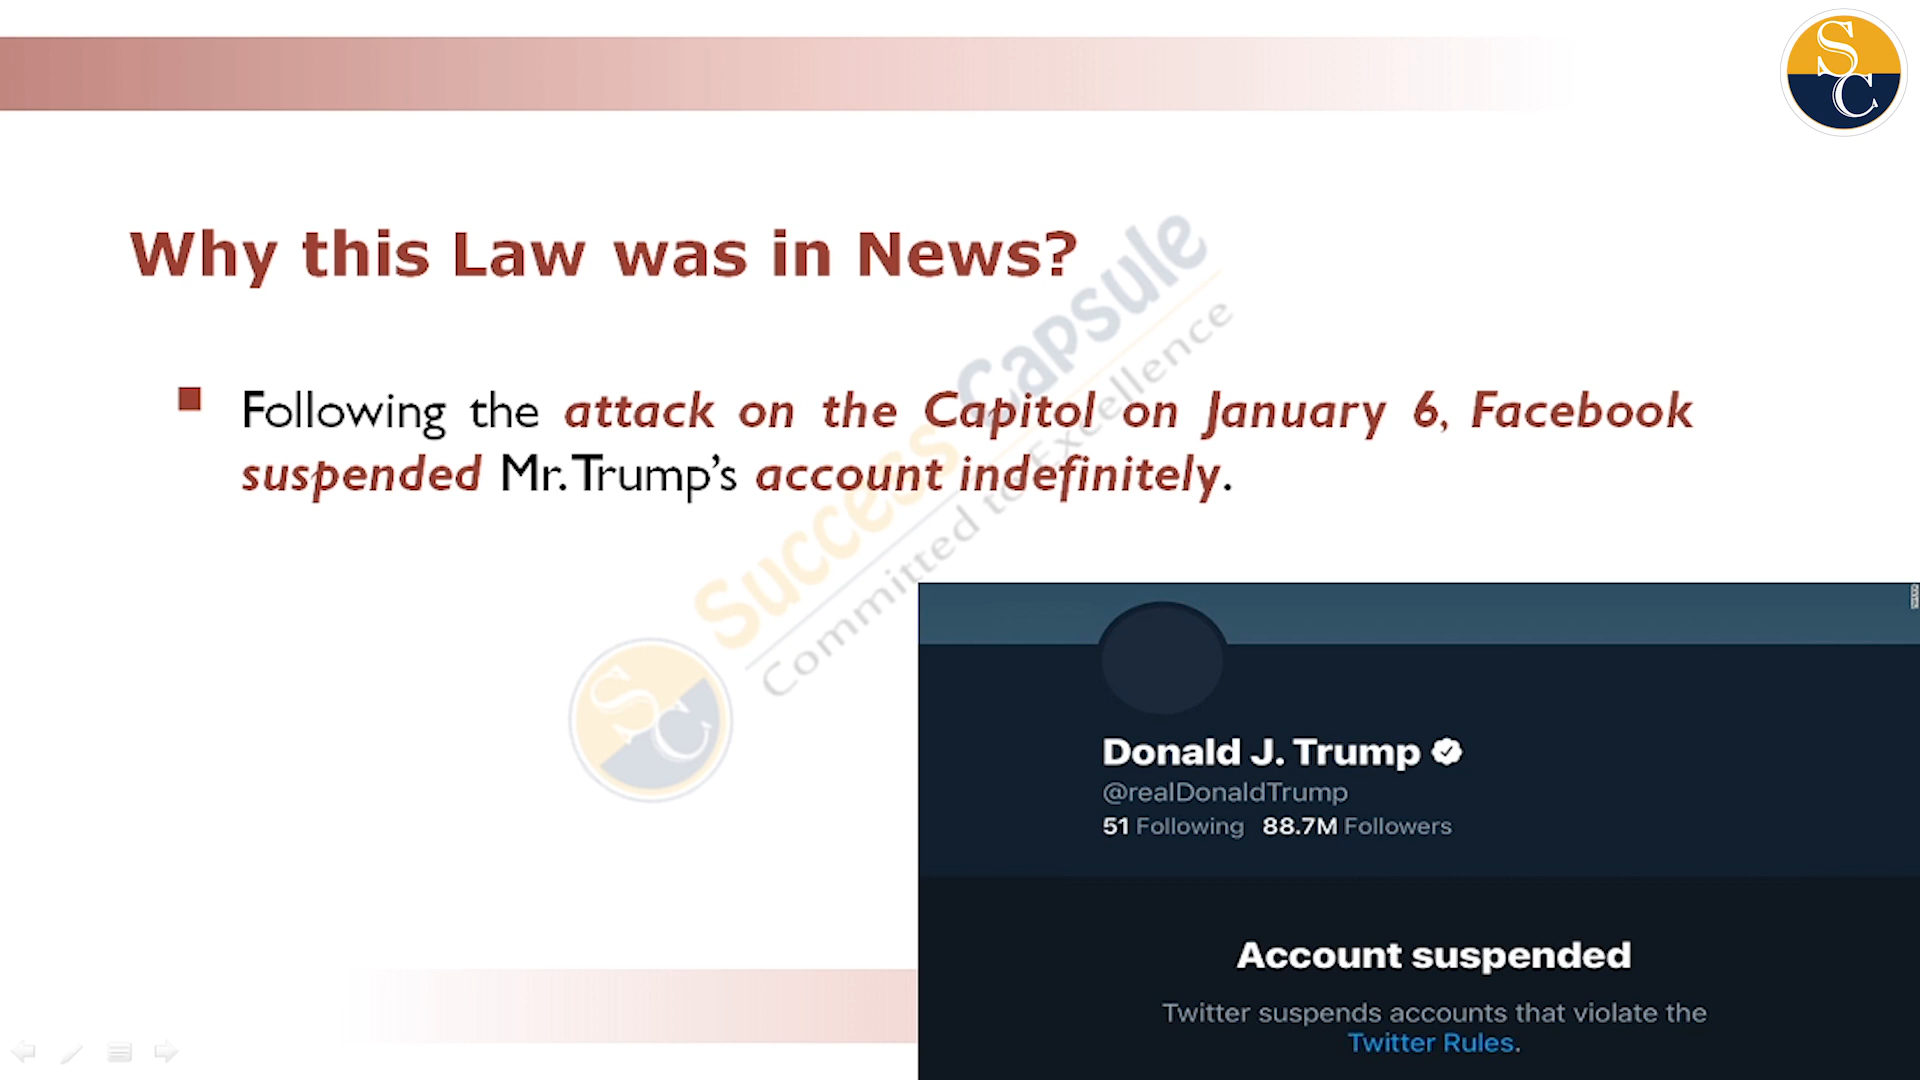 SC
Why this Law was in News?
Following the attack on the Capitol on January 6, Facebook
suspended Mr. Trump's account indefinitely.
Success Capsule
Committed to Excellence
SC
Donald J. Trump
@realDonaldTrump
51 Following 88.7M Followers
Account suspended
Twitter suspends accounts that violate the
Twitter Rules.